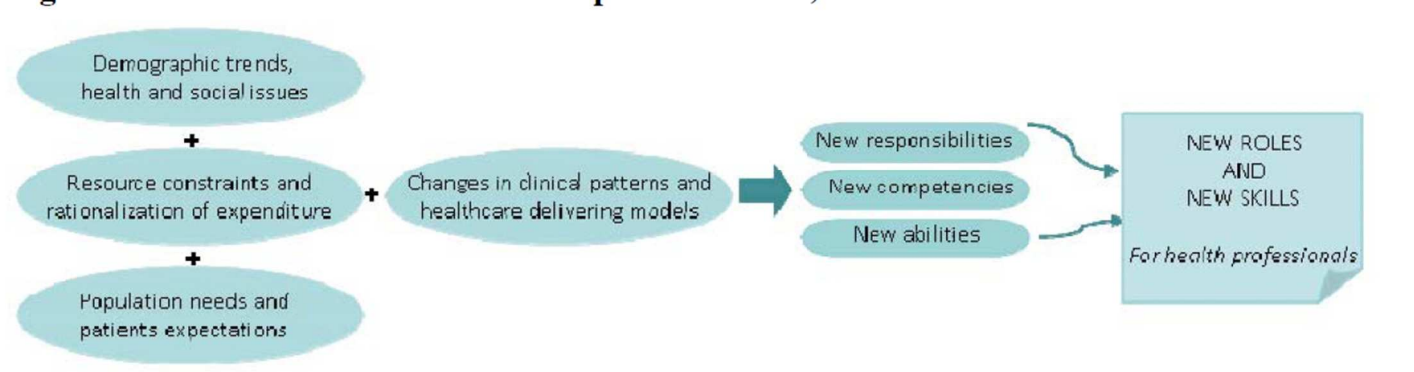 Demographic trends,
health and social issues
+
Resource constraints and
rationalization of expenditure
+
Population needs and
patients expectations
+
Changes in clinical patterns and
healthcare delivering models
New responsibilities
New competencies
New abilities
NEW ROLES
AND
NEW SKILLS
For health professionals